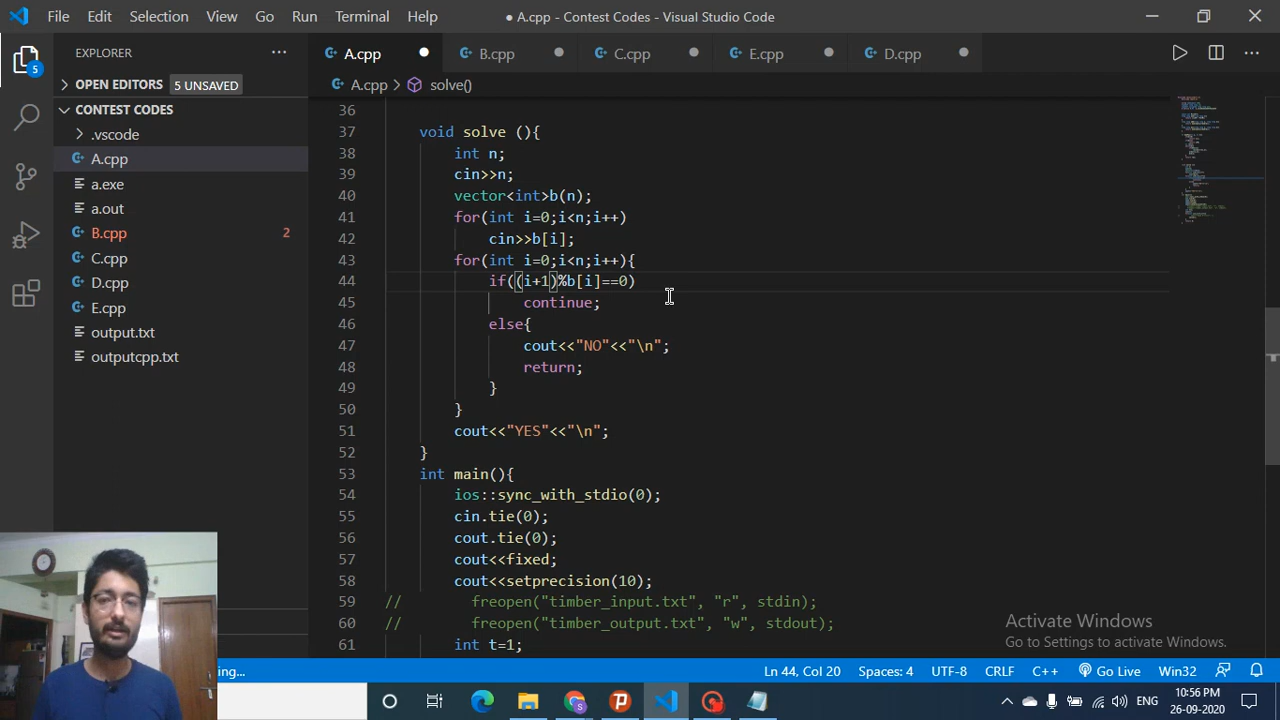 File Edit Selection View Go Run Terminal Help ● A.cpp - Contest Codes - Visual Studio Code
EXPLORER ··· A.cpp B.cpp C.cpp E.cpp D.cpp
OPEN EDITORS 5 UNSAVED
A.cpp > solve()
CONTEST CODES
.vscode
A.cpp
a.exe
a.out
B.cpp 2
C.cpp
D.cpp
E.cpp
output.txt
outputcpp.txt
5
36
37 void solve (){
38 int n;
39 cin>>n;
40 vector<int>b(n);
41 for(int i=0;i<n;i++)
42 cin>>b[i];
43 for(int i=0;i<n;i++){
44 if((i+1)%b[i]==0)
45 continue;
46 else{
47 cout<<"NO"<<"\n";
48 return;
49 }
50 }
51 cout<<"YES"<<"\n";
52 }
53 int main(){
54 ios::sync_with_stdio(0);
55 cin.tie(0);
56 cout.tie(0);
57 cout<<fixed;
58 cout<<setprecision(10);
59 // freopen("timber_input.txt", "r", stdin);
60 // freopen("timber_output.txt", "w", stdout);
61 int t=1;
Activate Windows
Go to Settings to activate Windows.
ng... Ln 44, Col 20 Spaces: 4 UTF-8 CRLF C++ Go Live Win32
S ENG 10:56 PM
26-09-2020